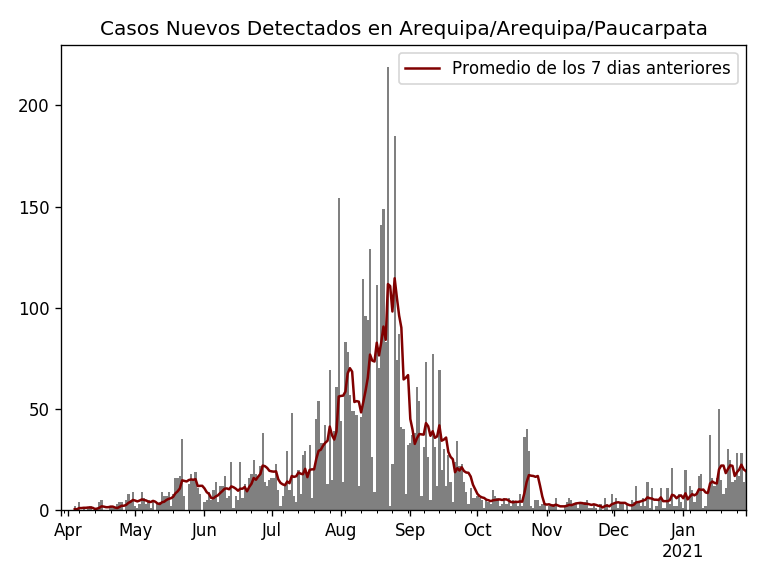 Casos Nuevos Detectados en Arequipa/Arequipa/Paucarpata
Promedio de los 7 dias anteriores
200
150
100
50
0
Apr May Jun Jul Aug Sep Oct Nov Dec Jan
2021